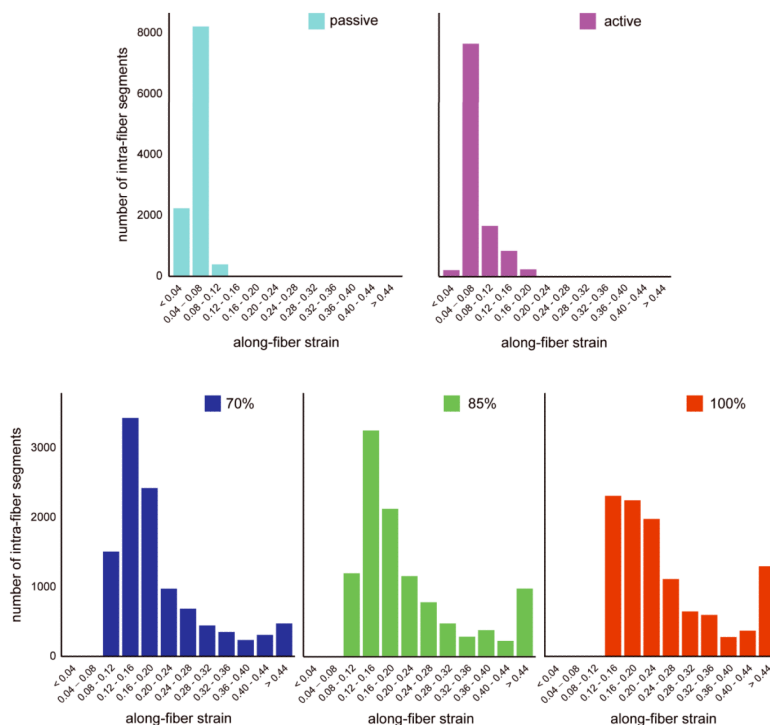 passive
active
number of intra-fiber segments
8000
6000
4000
2000
0
< 0.04
0.04 – 0.08
0.08 - 0.12
0.12 - 0.16
0.16 - 0.20
0.20 - 0.24
0.24 - 0.28
0.28 - 0.32
0.32 - 0.36
0.36 - 0.40
0.40 - 0.44
> 0.44
along-fiber strain
< 0.04
0.04 – 0.08
0.08 - 0.12
0.12 - 0.16
0.16 - 0.20
0.20 - 0.24
0.24 - 0.28
0.28 - 0.32
0.32 - 0.36
0.36 - 0.40
0.40 - 0.44
> 0.44
along-fiber strain
70%
85%
100%
number of intra-fiber segments
3000
2000
1000
0
< 0.04
0.04 – 0.08
0.08 - 0.12
0.12 - 0.16
0.16 - 0.20
0.20 - 0.24
0.24 - 0.28
0.28 - 0.32
0.32 - 0.36
0.36 - 0.40
0.40 - 0.44
> 0.44
along-fiber strain
< 0.04
0.04 – 0.08
0.08 - 0.12
0.12 - 0.16
0.16 - 0.20
0.20 - 0.24
0.24 - 0.28
0.28 - 0.32
0.32 - 0.36
0.36 - 0.40
0.40 - 0.44
> 0.44
along-fiber strain
< 0.04
0.04 – 0.08
0.08 - 0.12
0.12 - 0.16
0.16 - 0.20
0.20 - 0.24
0.24 - 0.28
0.28 - 0.32
0.32 - 0.36
0.36 - 0.40
0.40 - 0.44
> 0.44
along-fiber strain